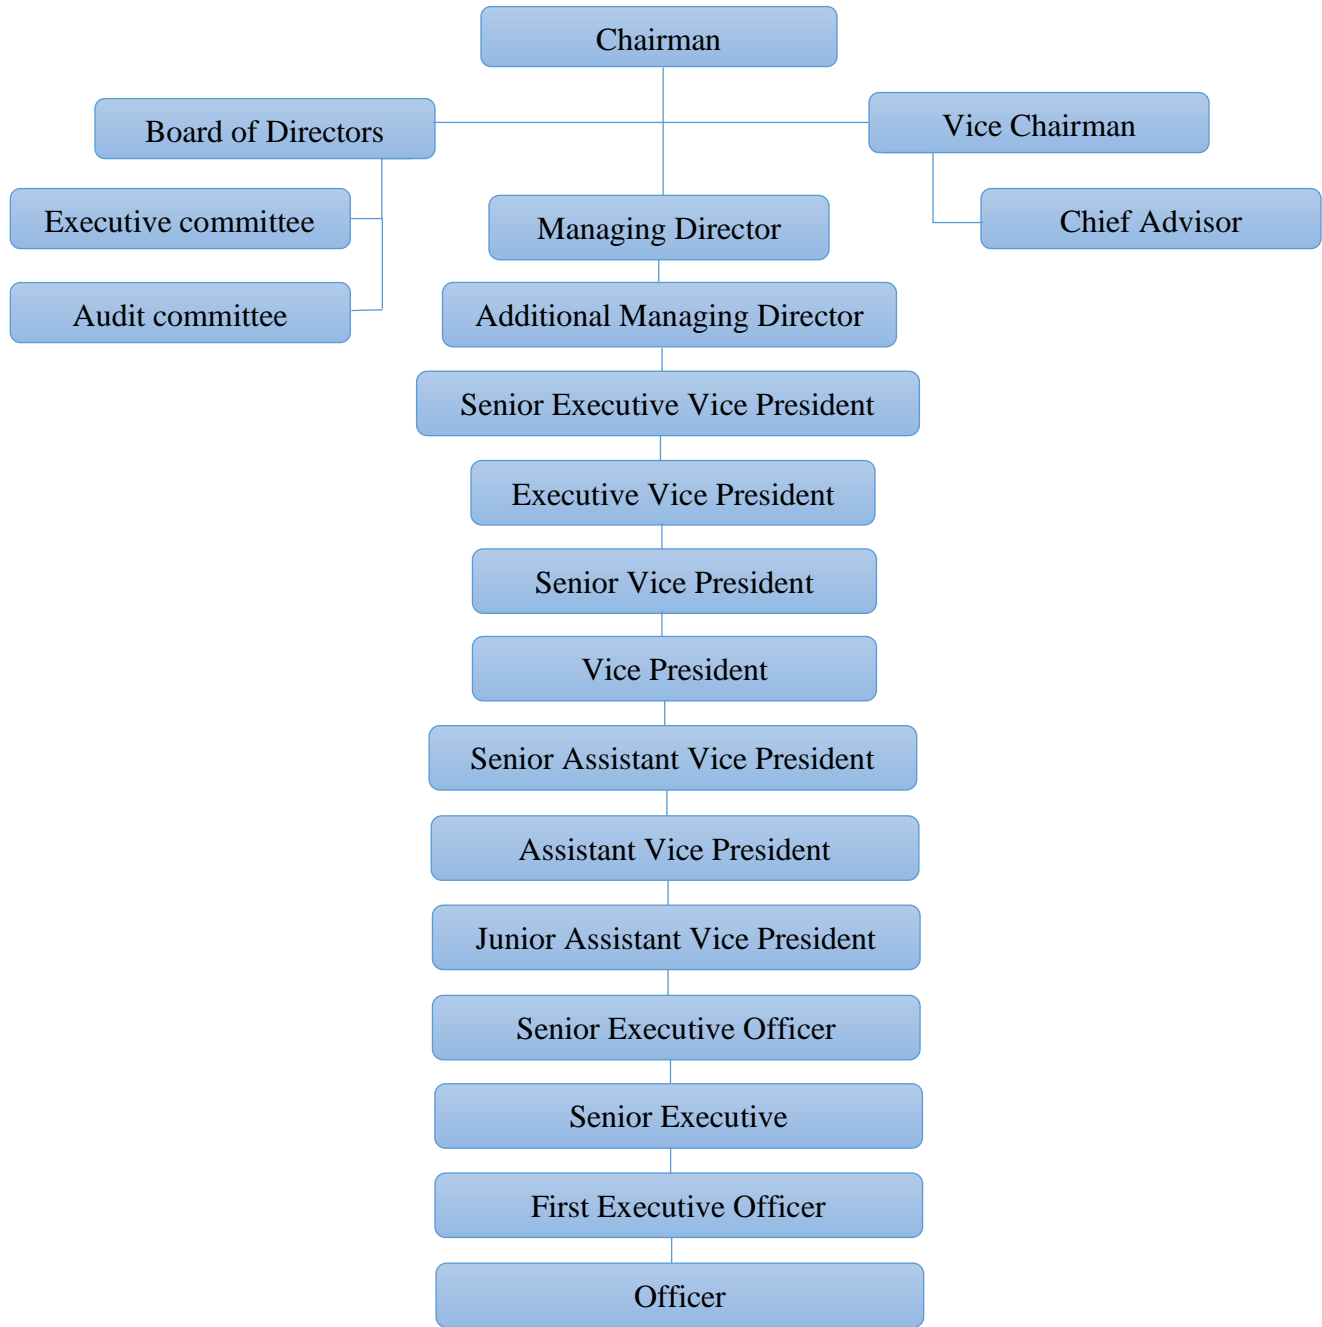 Chairman
Board of Directors
Vice Chairman
Executive committee
Managing Director
Chief Advisor
Audit committee
Additional Managing Director
Senior Executive Vice President
Executive Vice President
Senior Vice President
Vice President
Senior Assistant Vice President
Assistant Vice President
Junior Assistant Vice President
Senior Executive Officer
Senior Executive
First Executive Officer
Officer